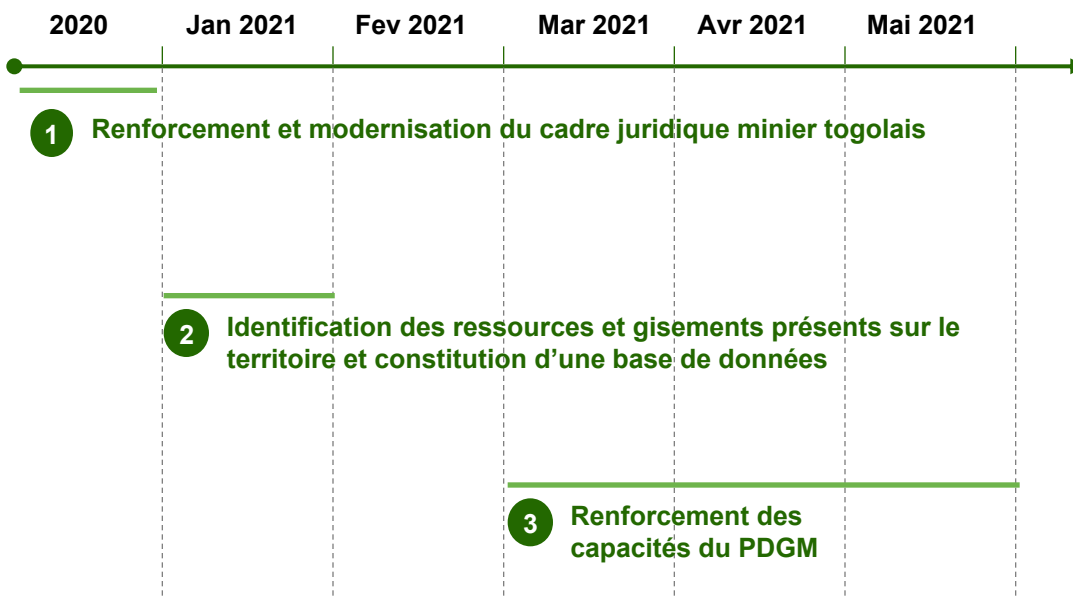 2020 Jan 2021 Fev 2021 Mar 2021 Avr 2021 Mai 2021
1 Renforcement et modernisation du cadre juridique minier togolais
2 Identification des ressources et gisements présents sur le
territoire et constitution d’une base de données
3 Renforcement des
capacités du PDGM